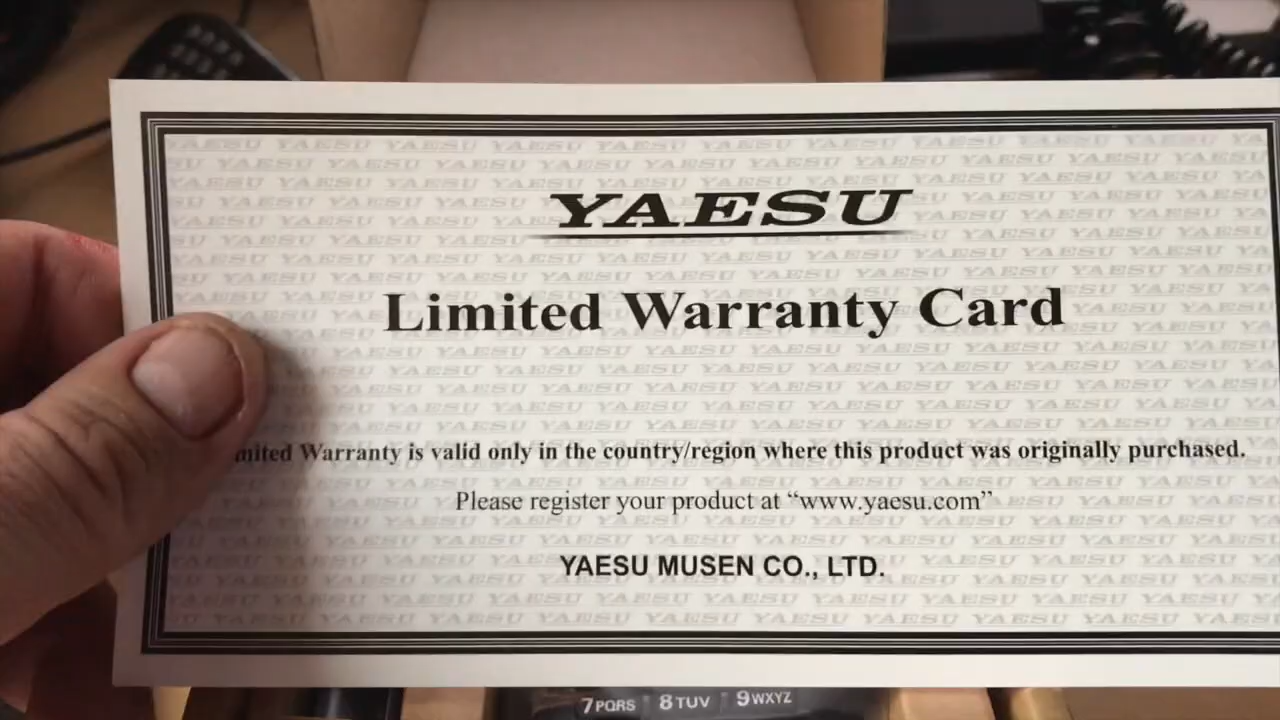 YAESU
Limited Warranty Card
mited Warranty is valid only in the country/region where this product was originally purchased.
Please register your product at “www.yaesu.com”
YAESU MUSEN CO., LTD.
7PQRS 8TUV 9WXYZ